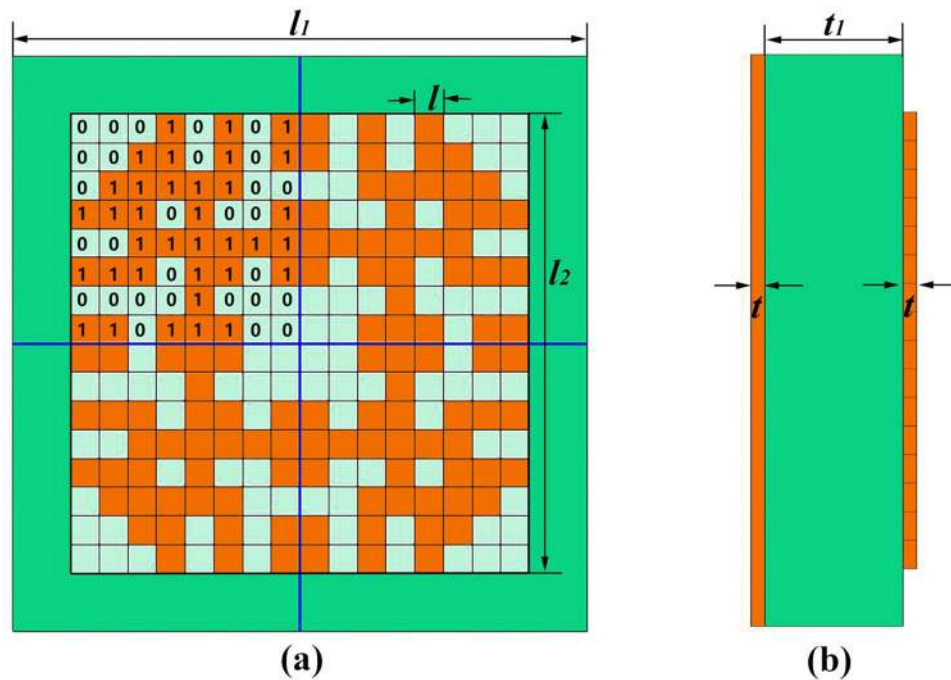 l1
t1
l
0 0 0 1 0 1 0 1
0 0 1 1 0 1 0 1
0 1 1 1 1 1 0 0
1 1 1 0 1 0 0 1
0 0 1 1 1 1 1 1
1 1 1 0 1 1 0 1
0 0 0 0 1 0 0 0
1 1 0 1 1 1 0 0
l2
t
t
(a)
(b)